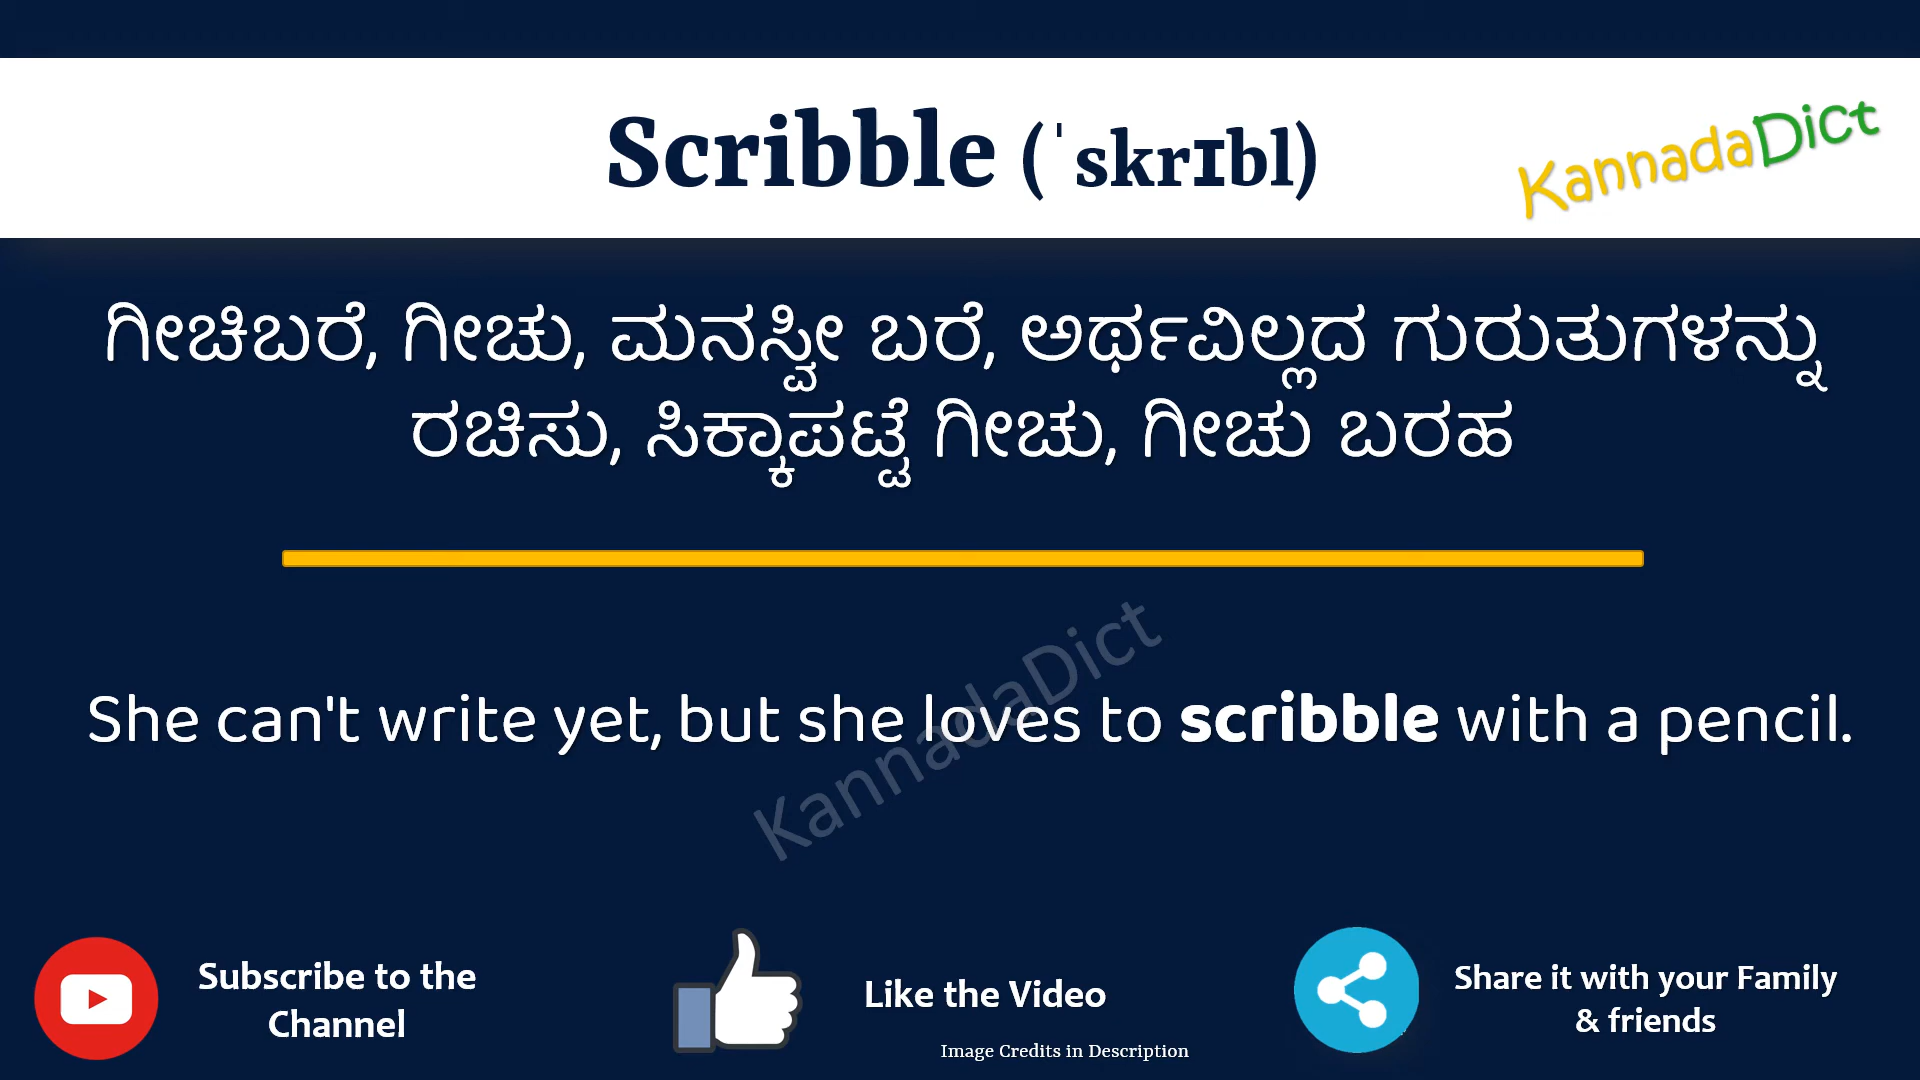 Scribble (ˈskrɪbl)
KannadaDict
ಗೀಚಿಬರೆ, ಗೀಚು, ಮನಸ್ವೀ ಬರೆ, ಅರ್ಥವಿಲ್ಲದ ಗುರುತುಗಳನ್ನು
ರಚಿಸು, ಸಿಕ್ಕಾಪಟ್ಟೆ ಗೀಚು, ಗೀಚು ಬರಹ
She can't write yet, but she loves to scribble with a pencil.
KannadaDict
Subscribe to the
Channel
Like the Video
Share it with your Family
& friends
Image Credits in Description